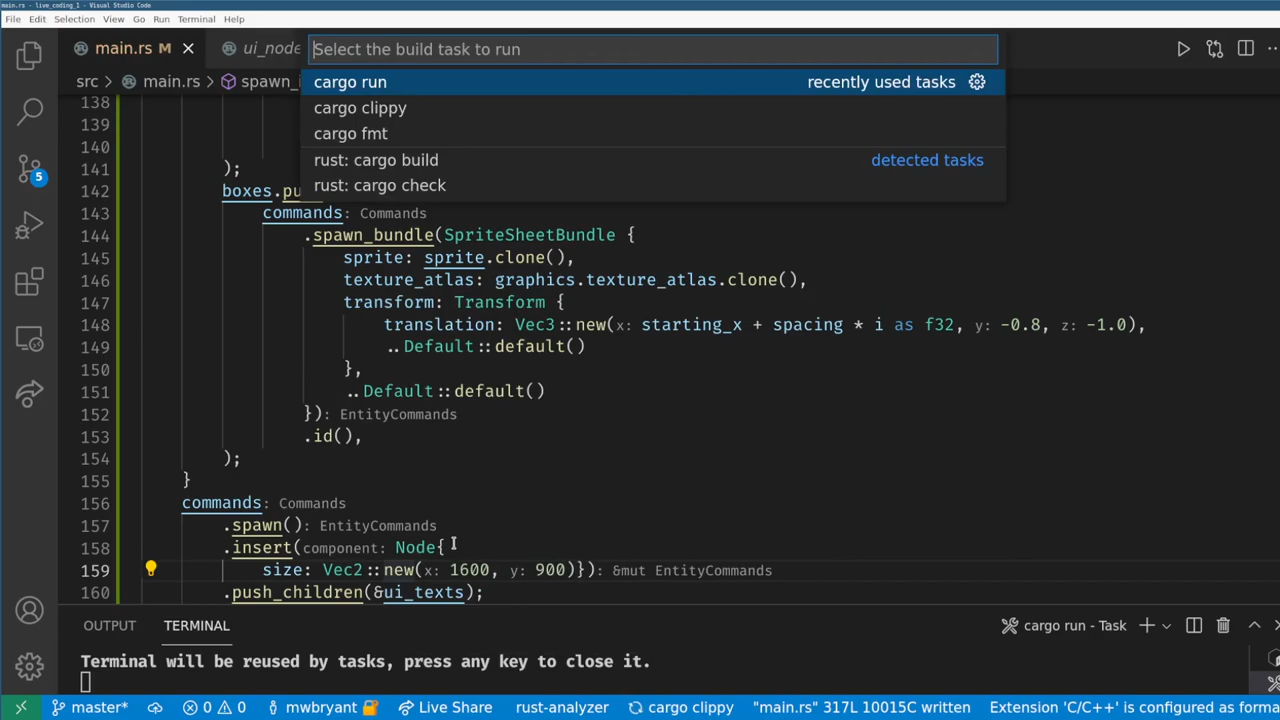 main.rs - live_coding_1 - Visual Studio Code
File Edit Selection View Go Run Terminal Help
main.rs M ui_node
Select the build task to run
src > main.rs > spawn_i
cargo run recently used tasks
cargo clippy
cargo fmt
rust: cargo build detected tasks
rust: cargo check
138
139
140
141 );
142 boxes.pu
143 commands: Commands
144 .spawn_bundle(SpriteSheetBundle {
145 sprite: sprite.clone(),
146 texture_atlas: graphics.texture_atlas.clone(),
147 transform: Transform {
148 translation: Vec3::new(x: starting_x + spacing * i as f32, y: -0.8, z: -1.0),
149 ..Default::default()
150 },
151 ..Default::default()
152 }): EntityCommands
153 .id(),
154 );
155 }
156 commands: Commands
157 .spawn(): EntityCommands
158 .insert(component: Node{
159 size: Vec2::new(x: 1600, y: 900)}): &mut EntityCommands
160 .push_children(&ui_texts);
5
OUTPUT TERMINAL cargo run - Task
Terminal will be reused by tasks, press any key to close it.
master* 0 0 mwbryant Live Share rust-analyzer cargo clippy "main.rs" 317L 10015C written Extension 'C/C++' is configured as forma